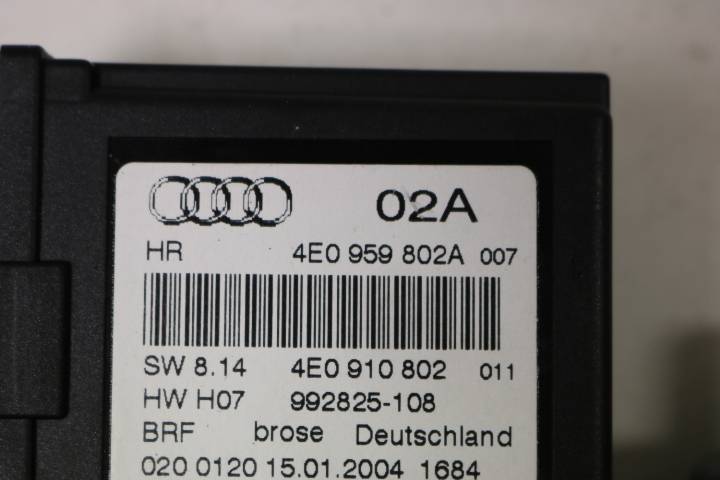 02A
HR 4E0 959 802A 007
SW 8.14 4E0 910 802 011
HW H07 992825-108
BRF brose Deutschland
020 0120 15.01.2004 1684